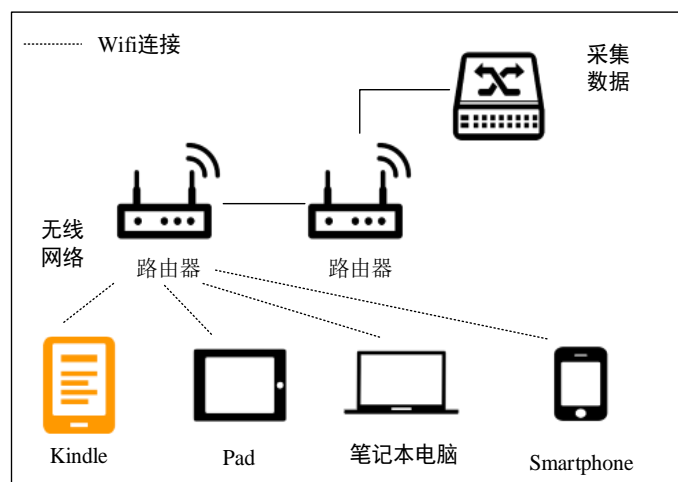 Wifi连接
采集
数据
无线
网络
路由器
路由器
Kindle
Pad
笔记本电脑
Smartphone